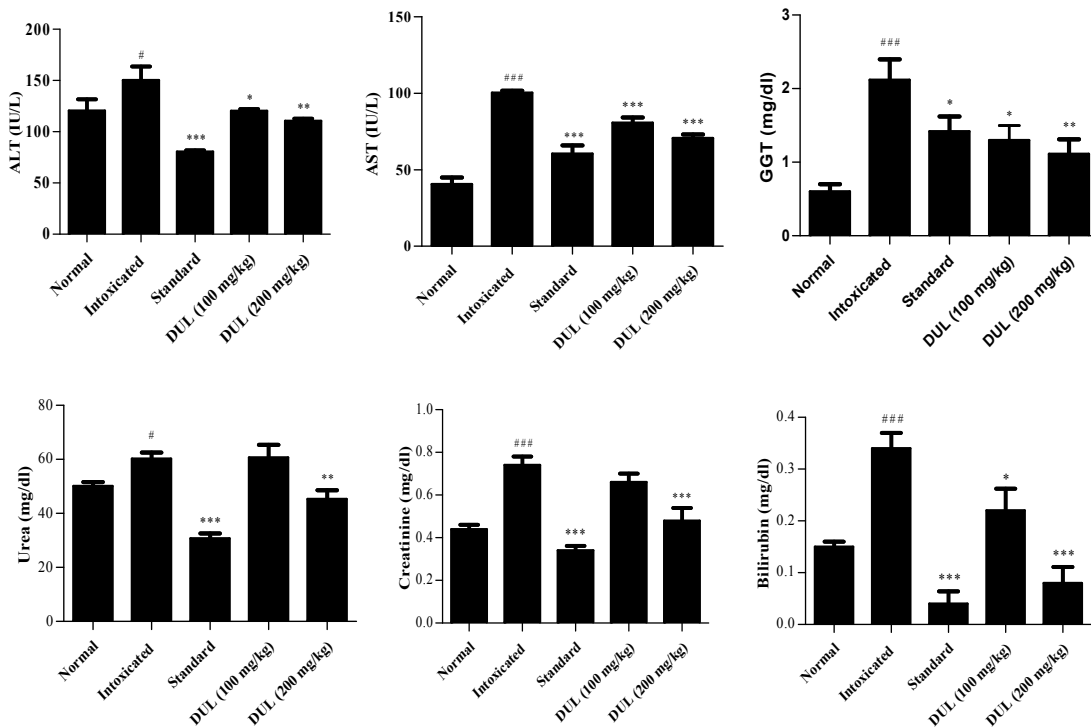 ALT (IU/L)
200
150
100
50
0
#
***
*
**
Normal
Intoxicated
Standard
DUL (100 mg/kg)
DUL (200 mg/kg)
AST (IU/L)
150
100
50
0
###
***
***
***
Normal
Intoxicated
Standard
DUL (100 mg/kg)
DUL (200 mg/kg)
GGT (mg/dl)
3
2
1
0
###
*
*
**
Normal
Intoxicated
Standard
DUL (100 mg/kg)
DUL (200 mg/kg)
Urea (mg/dl)
80
60
40
20
0
#
***
**
Normal
Intoxicated
Standard
DUL (100 mg/kg)
DUL (200 mg/kg)
Creatinine (mg/dl)
1.0
0.8
0.6
0.4
0.2
0.0
###
***
***
Normal
Intoxicated
Standard
DUL (100 mg/kg)
DUL (200 mg/kg)
Bilirubin (mg/dl)
0.4
0.3
0.2
0.1
0.0
###
***
*
***
Normal
Intoxicated
Standard
DUL (100 mg/kg)
DUL (200 mg/kg)